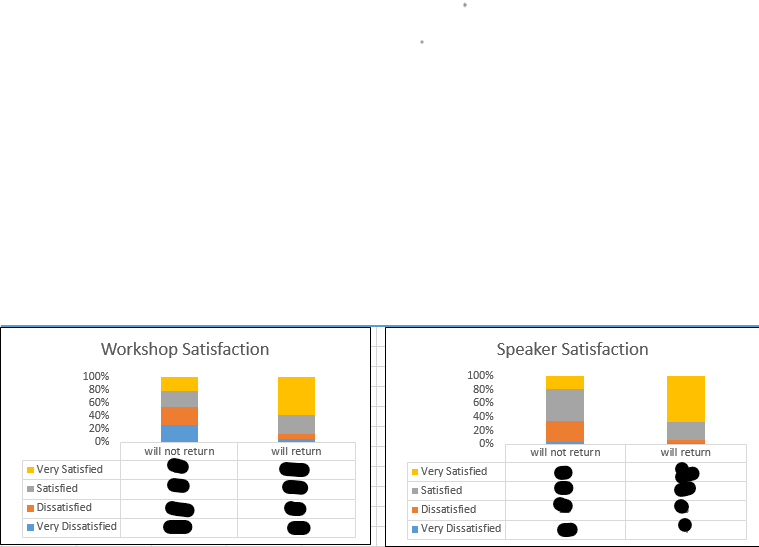 Workshop Satisfaction
100%
80%
60%
40%
20%
0%
will not return will return
Very Satisfied
Satisfied
Dissatisfied
Very Dissatisfied
Speaker Satisfaction
100%
80%
60%
40%
20%
0%
will not return will return
Very Satisfied
Satisfied
Dissatisfied
Very Dissatisfied